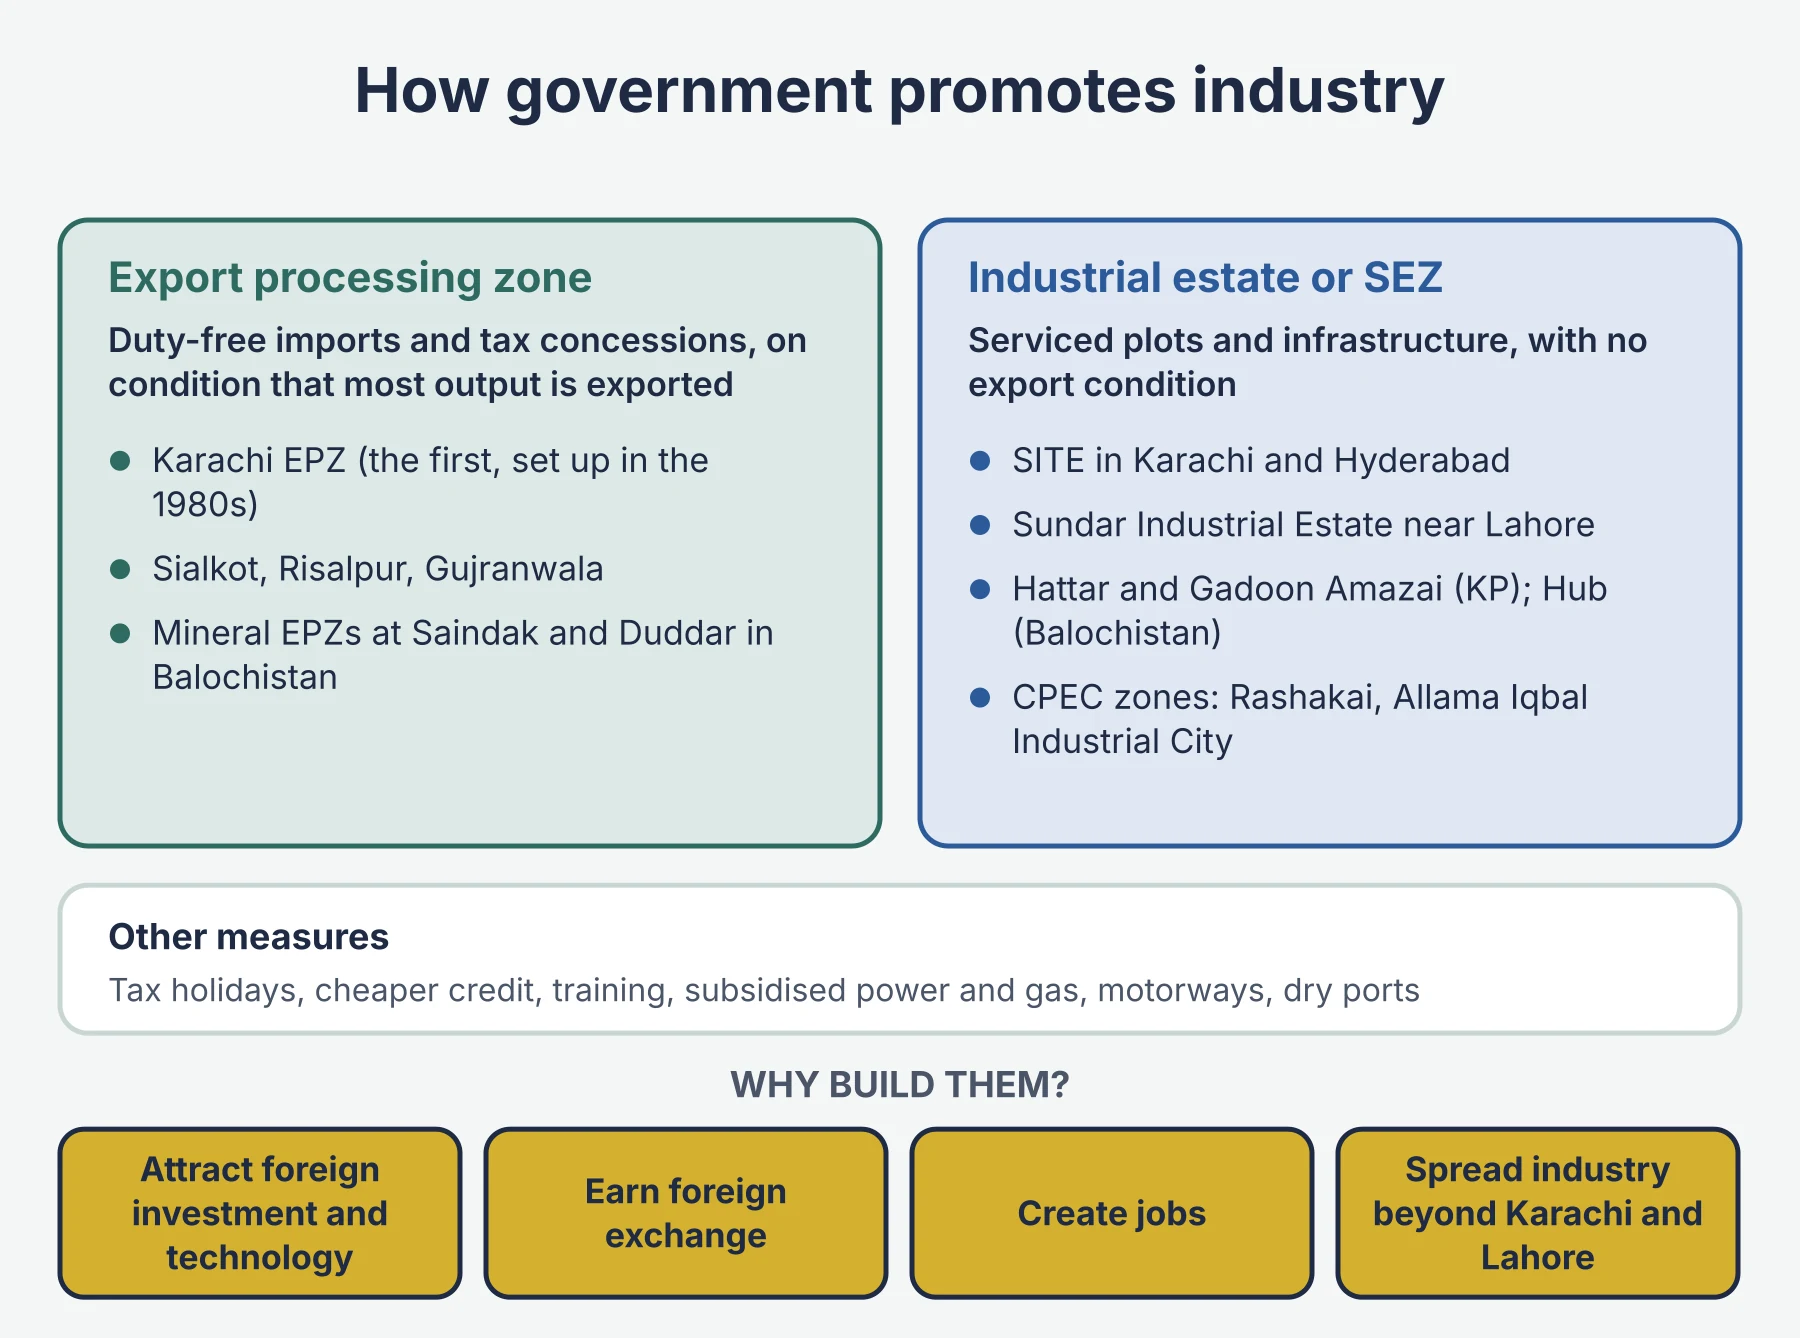 How government promotes industry
Export processing zone
Duty-free imports and tax concessions, on
condition that most output is exported
Karachi EPZ (the first, set up in the
1980s)
Sialkot, Risalpur, Gujranwala
Mineral EPZs at Saindak and Duddar in
Balochistan
Industrial estate or SEZ
Serviced plots and infrastructure, with no
export condition
SITE in Karachi and Hyderabad
Sundar Industrial Estate near Lahore
Hattar and Gadoon Amazai (KP); Hub
(Balochistan)
CPEC zones: Rashakai, Allama Iqbal
Industrial City
Other measures
Tax holidays, cheaper credit, training, subsidised power and gas, motorways, dry ports
WHY BUILD THEM?
Attract foreign
investment and
technology
Earn foreign
exchange
Create jobs
Spread industry
beyond Karachi and
Lahore